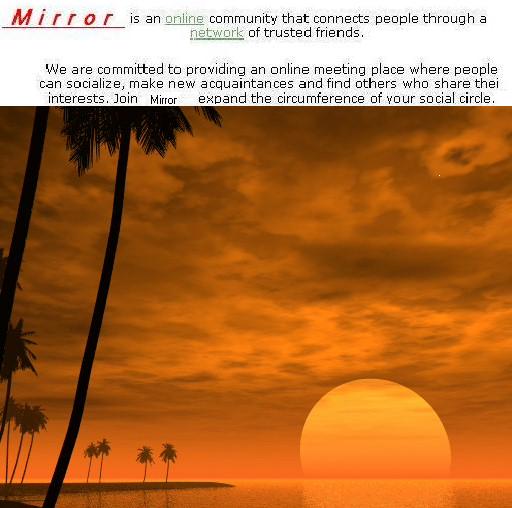 Mirror is an online community that connects people through a
network of trusted friends.
We are committed to providing an online meeting place where people
can socialize, make new acquaintances and find others who share thei
interests. Join Mirror expand the circumference of your social circle.